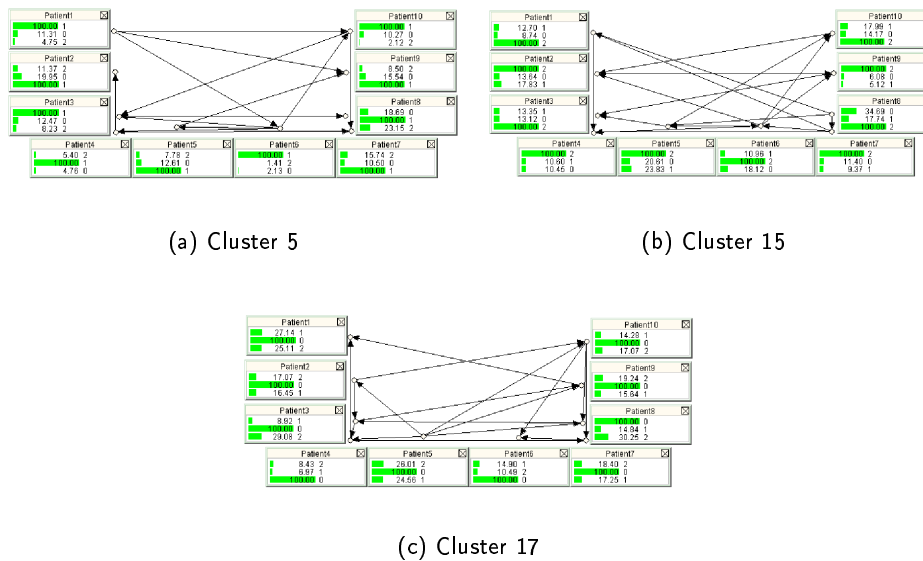 Patient1
100.00 1
11.31 0
4.75 2
Patient2
11.37 2
19.95 0
100.00 1
Patient3
100.00 1
12.47 0
8.23 2
Patient4
5.40 2
100.00 1
4.76 0
Patient5
7.78 2
12.61 0
100.00 1
Patient6
100.00 1
1.41 2
2.13 0
Patient7
15.74 2
10.50 0
100.00 1
Patient10
100.00 1
10.27 0
2.12 2
Patient9
8.50 2
15.54 0
100.00 1
Patient8
18.69 0
100.00 1
23.15 2
(a) Cluster 5
Patient1
12.70 1
8.74 0
100.00 2
Patient2
100.00 2
13.64 0
17.83 1
Patient3
13.35 1
13.12 0
100.00 2
Patient4
100.00 2
10.60 1
10.45 0
Patient5
100.00 2
20.61 0
23.83 1
Patient6
10.96 1
100.00 2
18.12 0
Patient7
100.00 2
11.40 0
9.37 1
Patient10
17.99 1
14.17 0
100.00 2
Patient9
100.00 2
6.08 0
5.12 1
Patient8
34.69 0
17.74 1
100.00 2
(b) Cluster 15
Patient1
27.14 1
100.00 0
25.11 2
Patient2
17.07 2
100.00 0
16.45 1
Patient3
8.92 1
100.00 0
29.08 2
Patient4
8.43 2
6.97 1
100.00 0
Patient5
26.01 2
100.00 0
24.56 1
Patient6
14.90 1
10.49 2
100.00 0
Patient7
18.40 2
100.00 0
17.25 1
Patient10
14.28 1
100.00 0
17.07 2
Patient9
19.24 2
100.00 0
15.64 1
Patient8
100.00 0
14.84 1
30.25 2
(c) Cluster 17